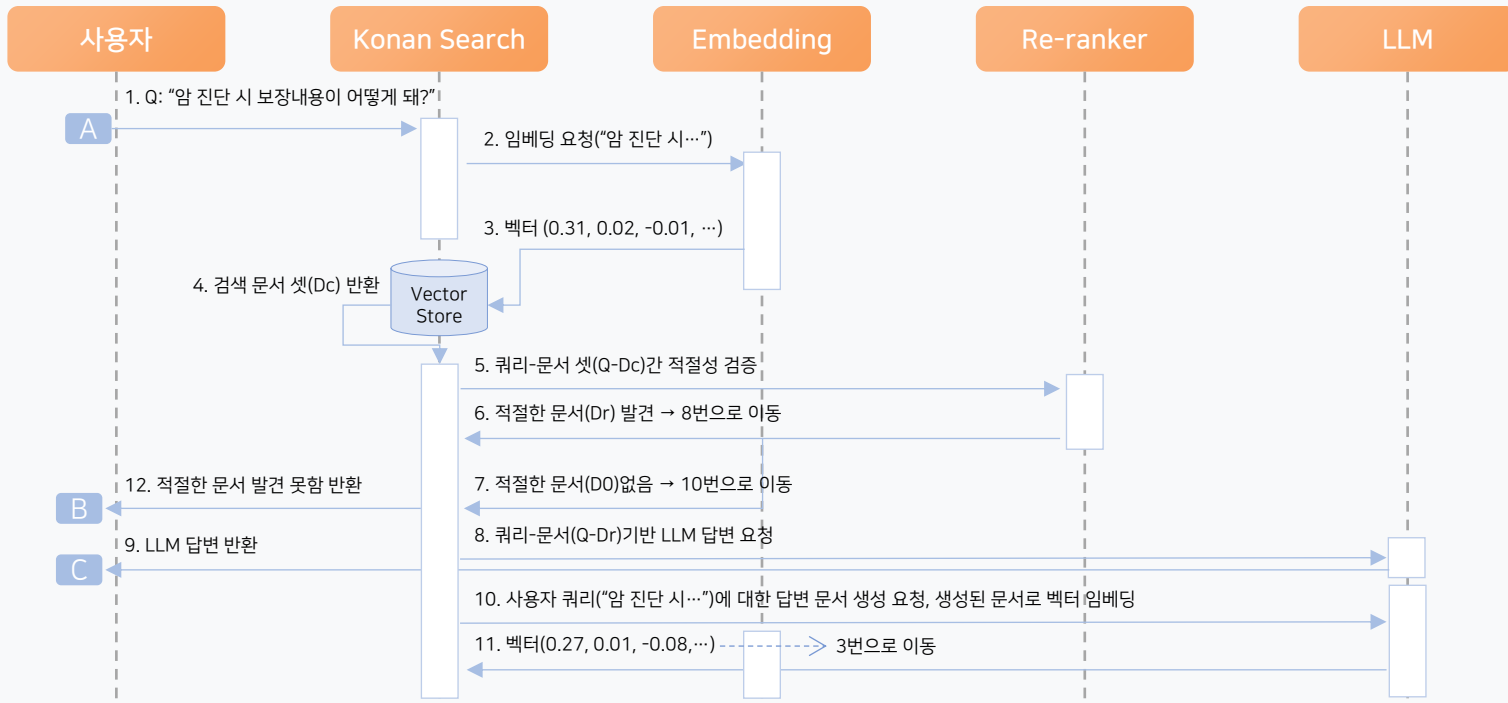 사용자
Konan Search
Embedding
Re-ranker
LLM
1. Q: “암 진단 시 보장내용이 어떻게 돼?”
A
2. 임베딩 요청(“암 진단 시…”)
3. 벡터 (0.31, 0.02, -0.01, …)
4. 검색 문서 셋(Dc) 반환
Vector
Store
5. 쿼리-문서 셋(Q-Dc)간 적절성 검증
6. 적절한 문서(Dr) 발견 → 8번으로 이동
12. 적절한 문서 발견 못함 반환
7. 적절한 문서(D0)없음 → 10번으로 이동
B
8. 쿼리-문서(Q-Dr)기반 LLM 답변 요청
9. LLM 답변 반환
C
10. 사용자 쿼리(“암 진단 시…”)에 대한 답변 문서 생성 요청, 생성된 문서로 벡터 임베딩
11. 벡터(0.27, 0.01, -0.08,…)
3번으로 이동